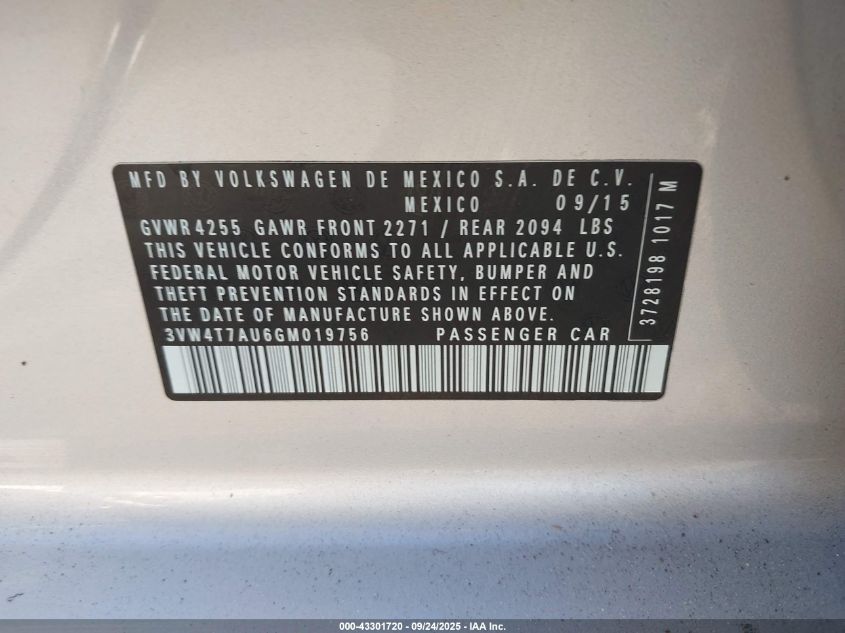 MFD BY VOLKSWAGEN DE MEXICO S.A. DE C.V.
MEXICO 09/15
GVWR 4255 GAWR FRONT 2271 / REAR 2094 LBS
THIS VEHICLE CONFORMS TO ALL APPLICABLE U.S.
FEDERAL MOTOR VEHICLE SAFETY, BUMPER AND
THEFT PREVENTION STANDARDS IN EFFECT ON
THE DATE OF MANUFACTURE SHOWN ABOVE.
3VW4T7AU6GM019756 PASSENGER CAR
3728198 1017 M
000-43301720 - 09/24/2025 - IAA Inc.